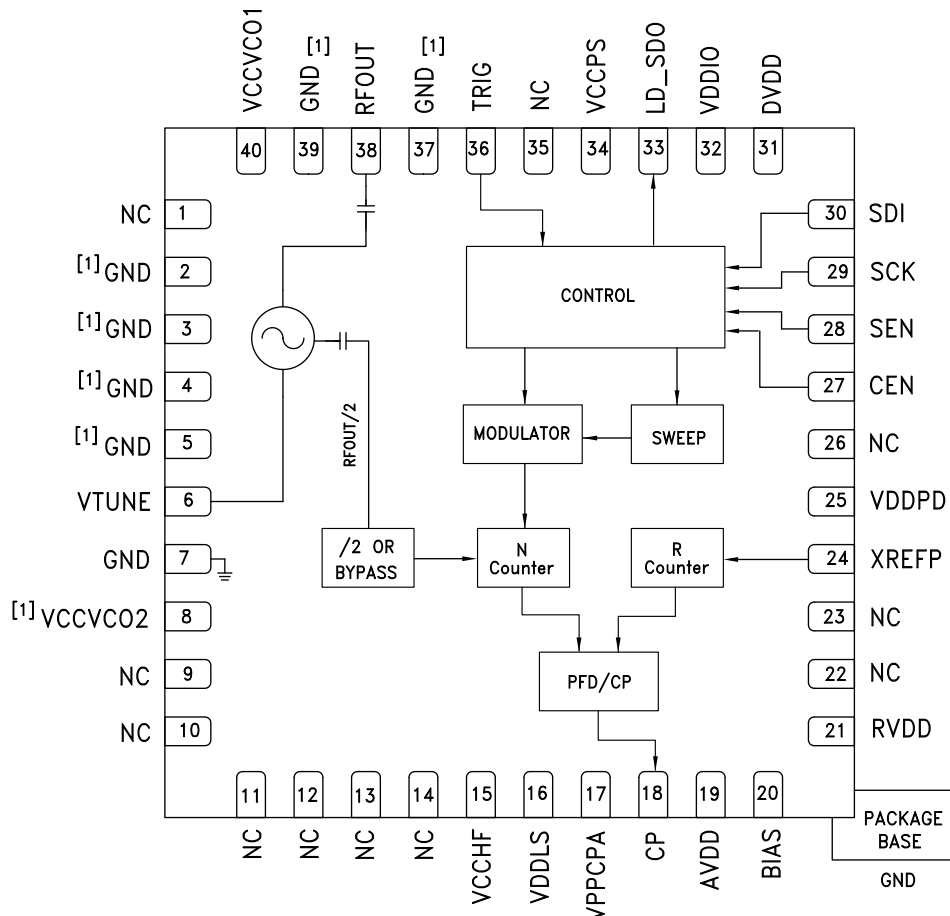 VCCVCO1
GND [1]
RFOUT
GND [1]
TRIG
NC
VCCPS
LD_SDO
VDDIO
DVDD
40
39
38
37
36
35
34
33
32
31
NC 1
[1] GND 2
[1] GND 3
[1] GND 4
[1] GND 5
VTUNE 6
GND 7
[1] VCCVCO2 8
NC 9
NC 10
RFOUT/2
CONTROL
MODULATOR
SWEEP
/2 OR
BYPASS
N
Counter
R
Counter
PFD/CP
30 SDI
29 SCK
28 SEN
27 CEN
26 NC
25 VDDPD
24 XREFP
23 NC
22 NC
21 RVDD
11
12
13
14
15
16
17
18
19
20
NC
NC
NC
NC
VCCHF
VDDLS
VPPCPA
CP
AVDD
BIAS
PACKAGE
BASE
GND